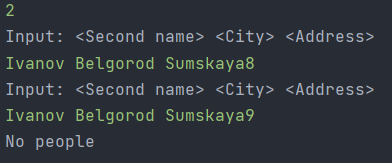 2
Input: <Second name> <City> <Address>
Ivanov Belgorod Sumskaya8
Input: <Second name> <City> <Address>
Ivanov Belgorod Sumskaya9
No people